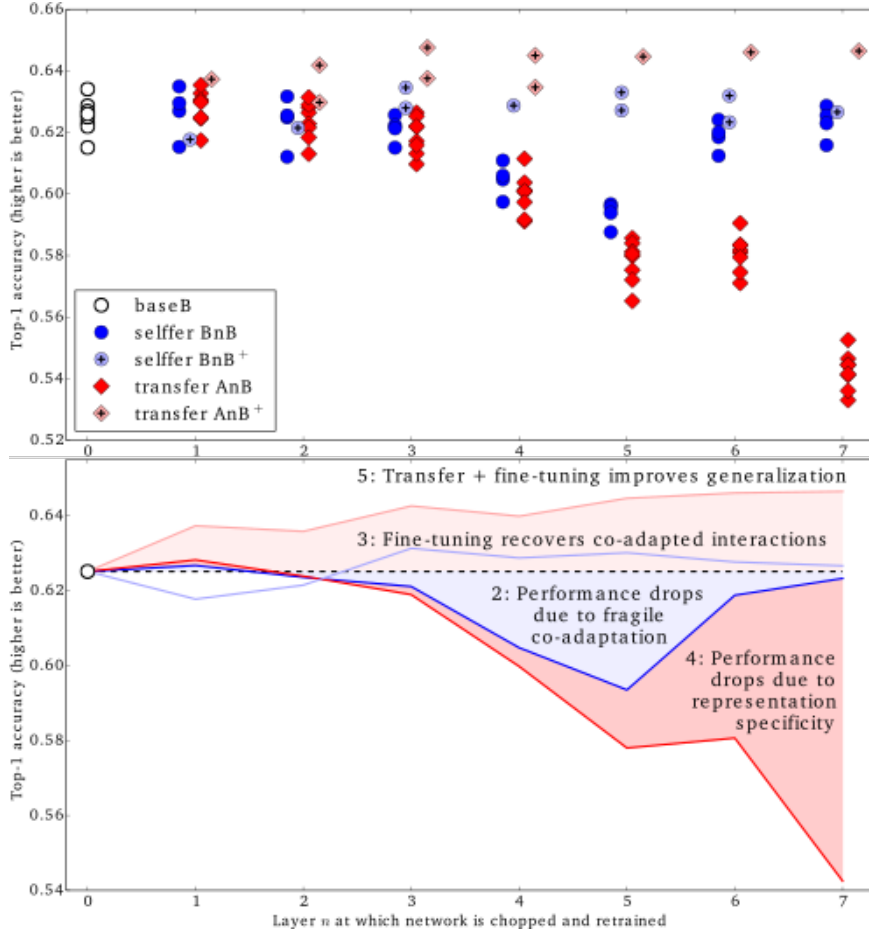 0.66
0.64
0.62
0.60
0.58
0.56
0.54
0.52
Top-1 accuracy (higher is better)
baseB
selffer BnB
selffer BnB⁺
transfer AnB
transfer AnB⁺
0 1 2 3 4 5 6 7
5: Transfer + fine-tuning improves generalization
3: Fine-tuning recovers co-adapted interactions
2: Performance drops
due to fragile
co-adaptation
4: Performance
drops due to
representation
specificity
0.64
0.62
0.60
0.58
0.56
0.54
Top-1 accuracy (higher is better)
0 1 2 3 4 5 6 7
Layer n at which network is chopped and retrained